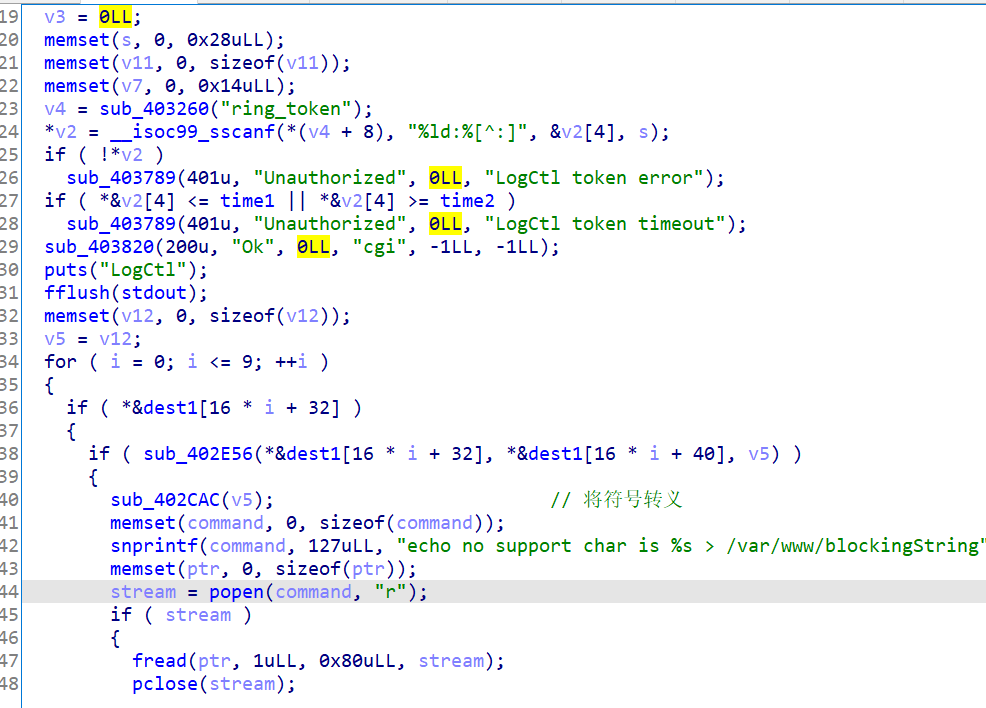 19 v3 = 0LL;
20 memset(s, 0, 0x28uLL);
21 memset(v11, 0, sizeof(v11));
22 memset(v7, 0, 0x14uLL);
23 v4 = sub_403260("ring_token");
24 *v2 = __isoc99_sscanf(*(v4 + 8), "%ld:%[^:]", &v2[4], s);
25 if ( !*v2 )
26 sub_403789(401u, "Unauthorized", 0LL, "LogCtl token error");
27 if ( *&v2[4] <= time1 || *&v2[4] >= time2 )
28 sub_403789(401u, "Unauthorized", 0LL, "LogCtl token timeout");
29 sub_403820(200u, "Ok", 0LL, "cgi", -1LL, -1LL);
30 puts("LogCtl");
31 fflush(stdout);
32 memset(v12, 0, sizeof(v12));
33 v5 = v12;
34 for ( i = 0; i <= 9; ++i )
35 {
36 if ( *&dest1[16 * i + 32] )
37 {
38 if ( sub_402E56(*&dest1[16 * i + 32], *&dest1[16 * i + 40], v5) )
39 {
40 sub_402CAC(v5); // 将符号转义
41 memset(command, 0, sizeof(command));
42 snprintf(command, 127uLL, "echo no support char is %s > /var/www/blockingString"
43 memset(ptr, 0, sizeof(ptr));
44 stream = popen(command, "r");
45 if ( stream )
46 {
47 fread(ptr, 1uLL, 0x80uLL, stream);
48 pclose(stream);